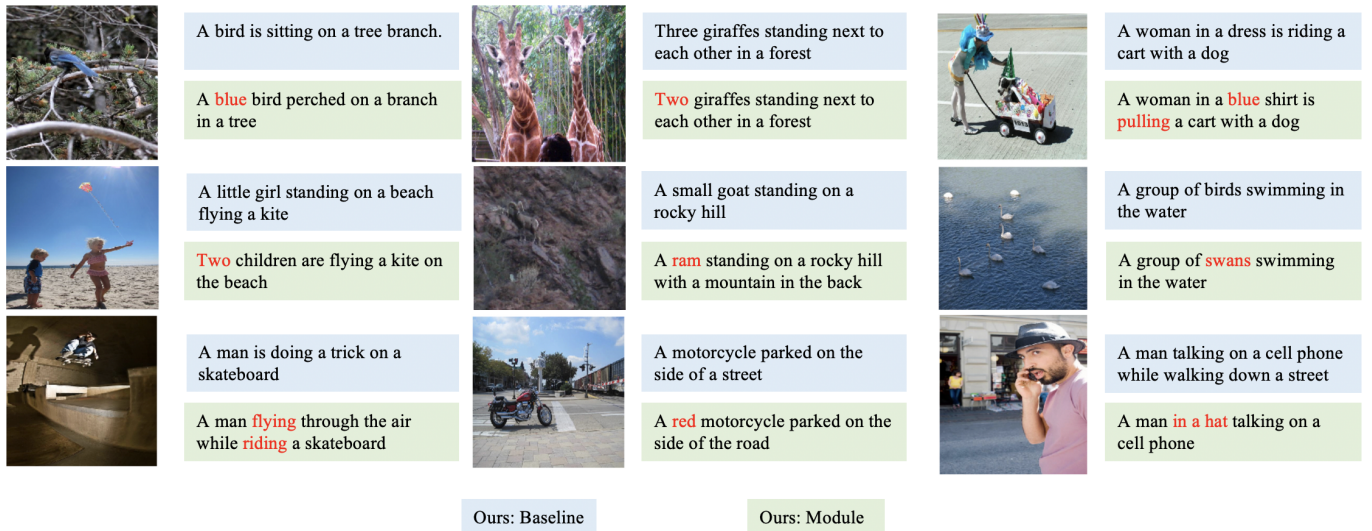 A bird is sitting on a tree branch.
A blue bird perched on a branch
in a tree
Three giraffes standing next to
each other in a forest
Two giraffes standing next to
each other in a forest
A woman in a dress is riding a
cart with a dog
A woman in a blue shirt is
pulling a cart with a dog
A little girl standing on a beach
flying a kite
Two children are flying a kite on
the beach
A small goat standing on a
rocky hill
A ram standing on a rocky hill
with a mountain in the back
A group of birds swimming in
the water
A group of swans swimming
in the water
A man is doing a trick on a
skateboard
A man flying through the air
while riding a skateboard
A motorcycle parked on the
side of a street
A red motorcycle parked on the
side of the road
A man talking on a cell phone
while walking down a street
A man in a hat talking on a
cell phone
Ours: Baseline
Ours: Module